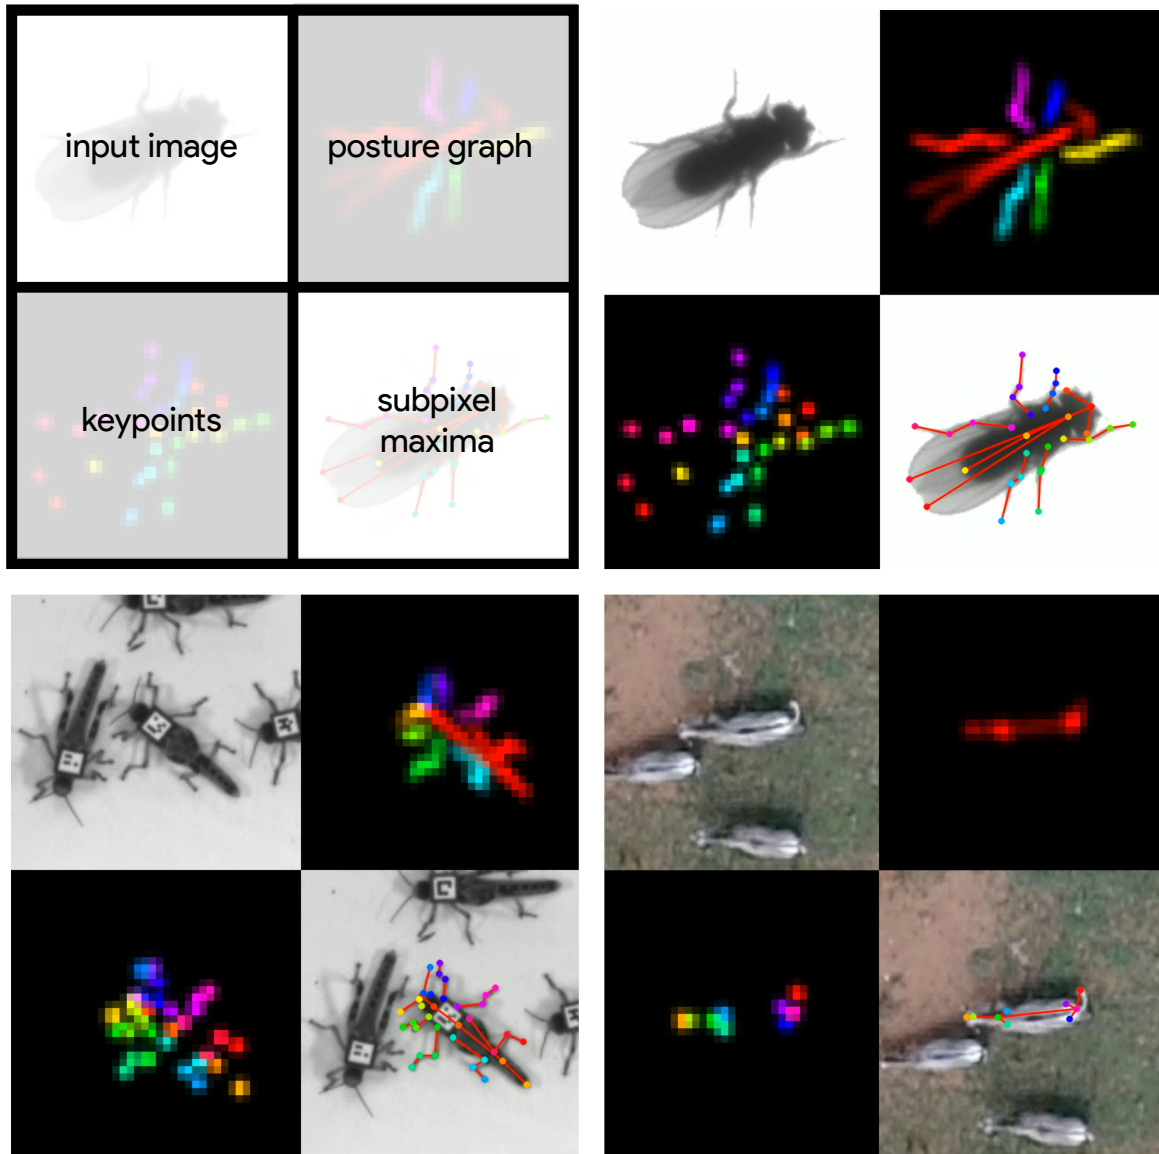 input image
posture graph
keypoints
subpixel
maxima